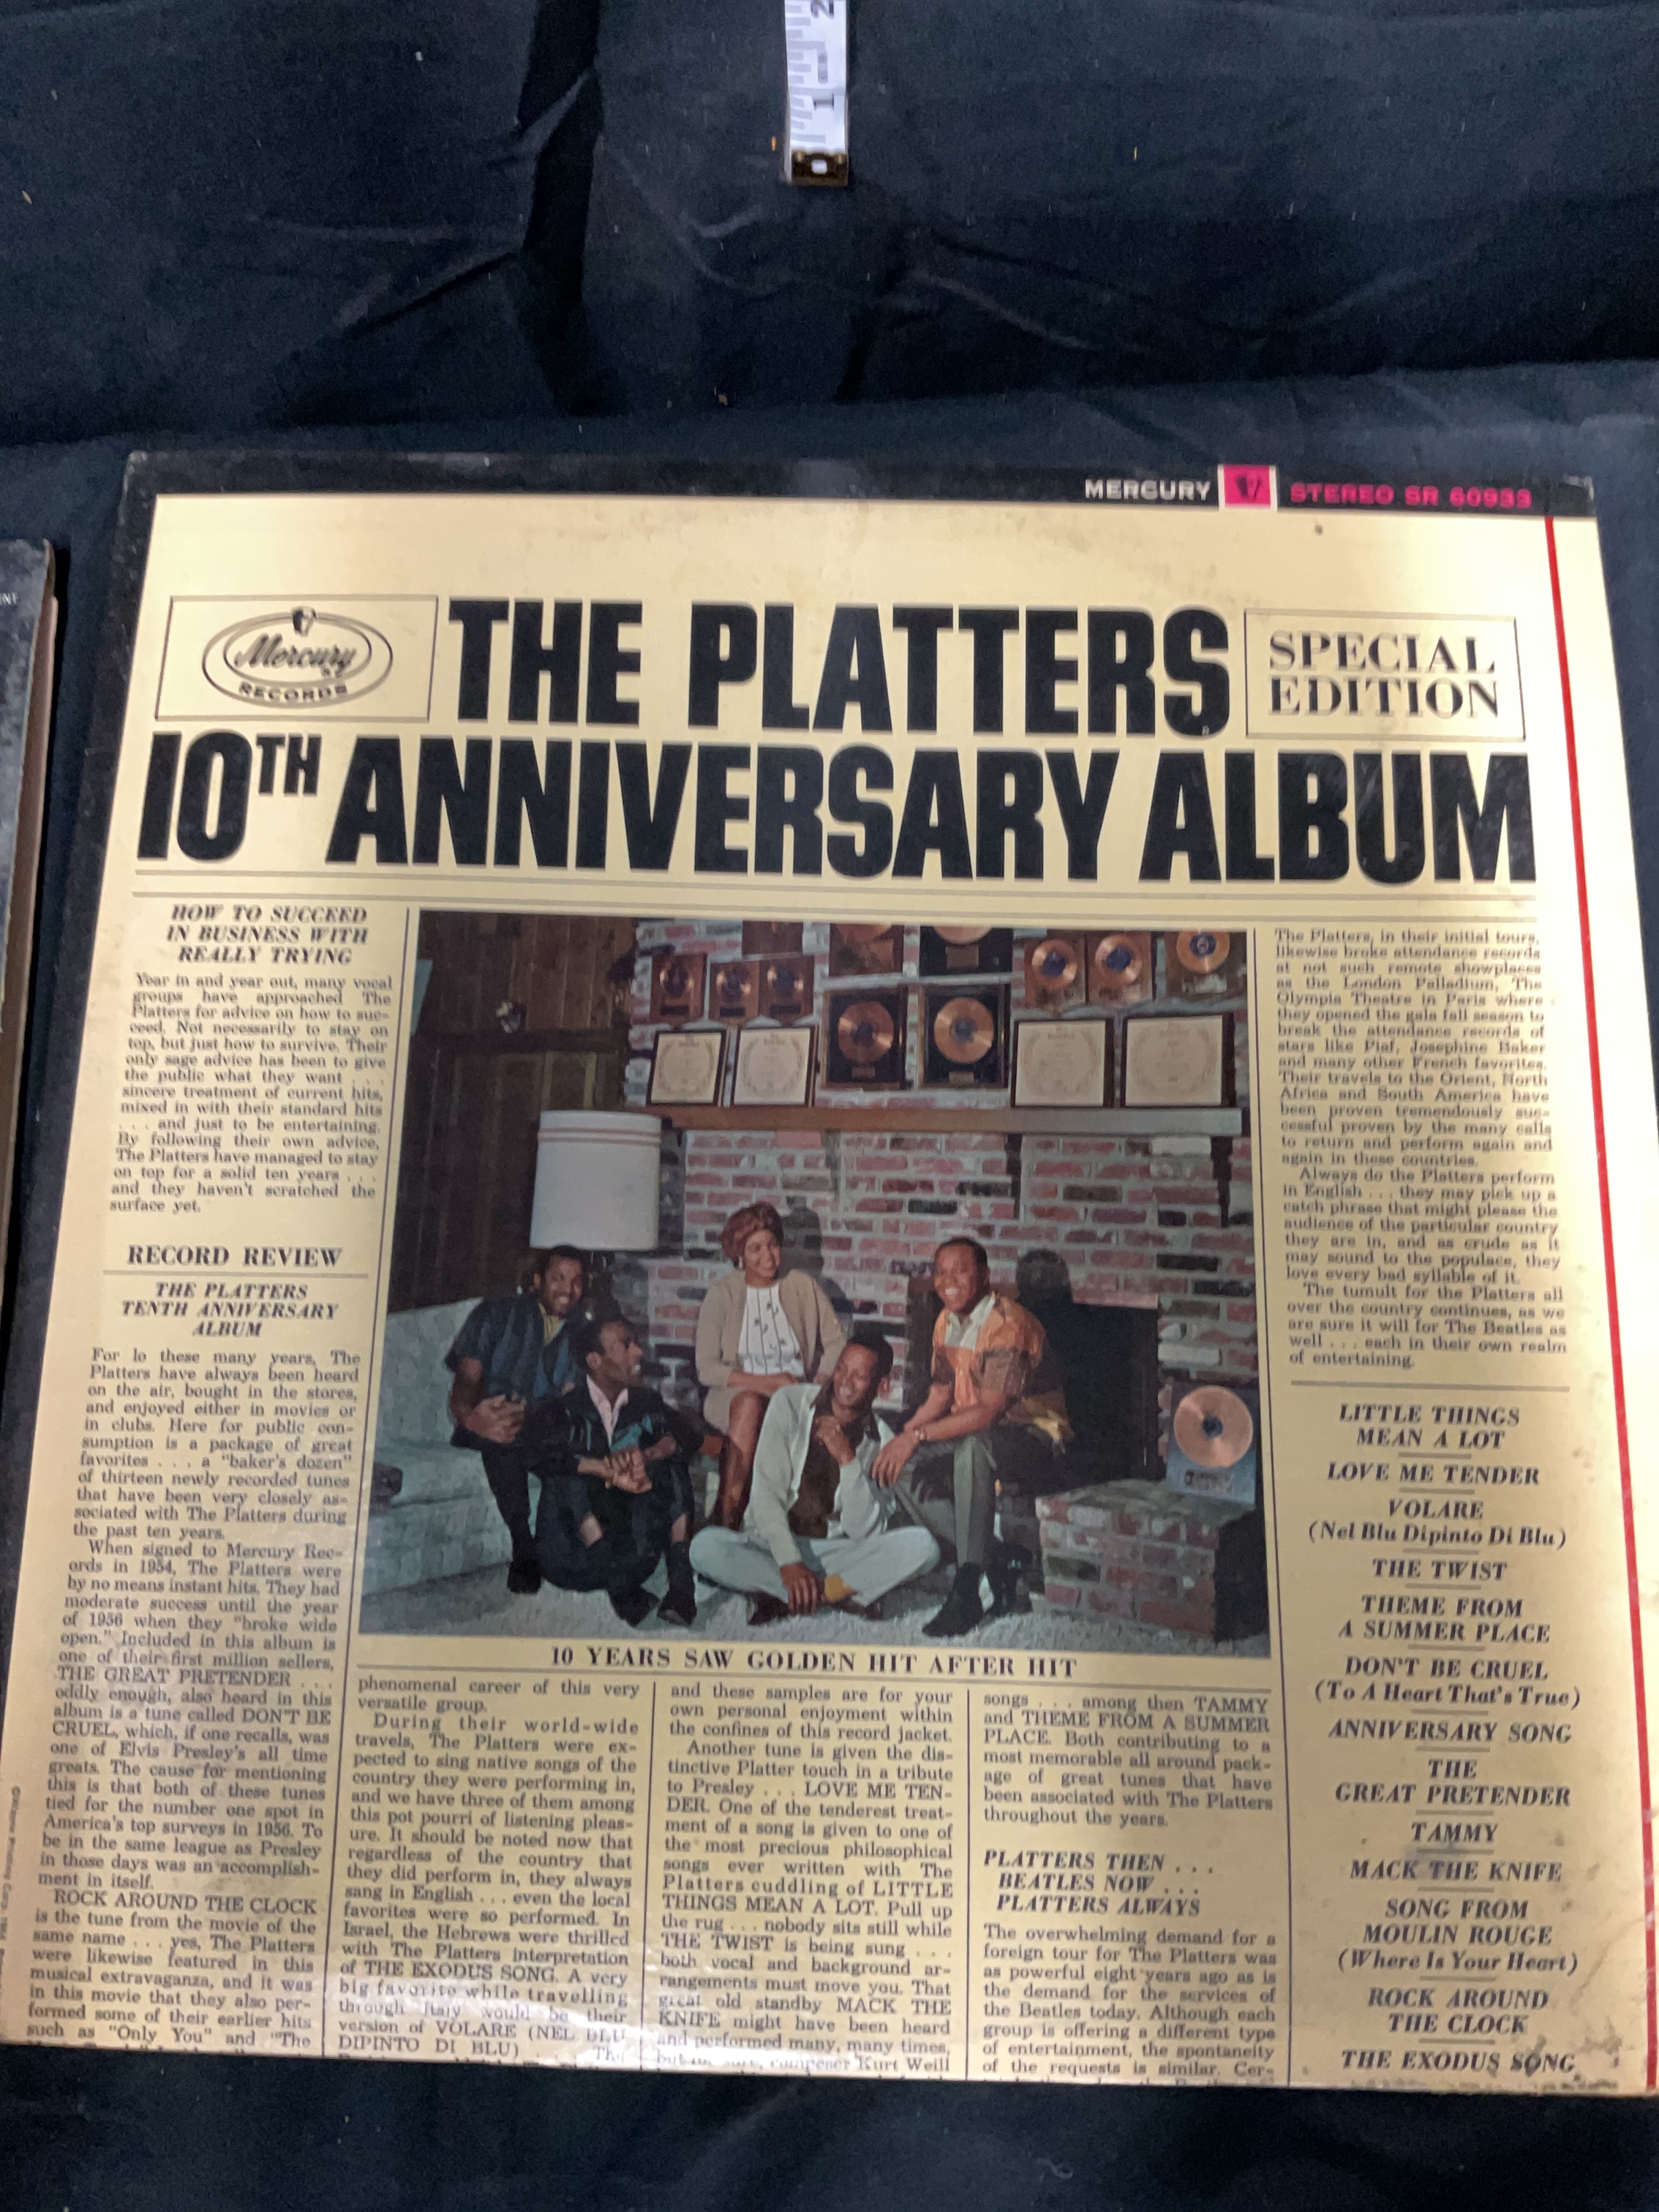 2
1
NT
MERCURY
STEREO SR 60933
Mercury
RECORDS
THE PLATTERS
SPECIAL
EDITION
10TH ANNIVERSARY ALBUM
HOW TO SUCCEED
IN BUSINESS WITH
REALLY TRYING
Year in and year out, many vocal
groups have approached The
Platters for advice on how to suc-
ceed. Not necessarily to stay on
top, but just how to survive. Their
only sage advice has been to give
the public what they want . . .
sincere treatment of current hits,
mixed in with their standard hits
. . . and just to be entertaining.
By following their own advice,
The Platters have managed to stay
on top for a solid ten years . . .
and they haven't scratched the
surface yet.
RECORD REVIEW
THE PLATTERS
TENTH ANNIVERSARY
ALBUM
For lo these many years, The
Platters have always been heard
on the air, bought in the stores,
and enjoyed either in movies or
in clubs. Here for public con-
sumption is a package of great
favorites . . . a "baker's dozen"
of thirteen newly recorded tunes
that have been very closely as-
sociated with The Platters during
the past ten years.
When signed to Mercury Rec-
ords in 1954, The Platters were
by no means instant hits. They had
moderate success until the year
of 1956 when they "broke wide
open." Included in this album is
one of their first million sellers,
THE GREAT PRETENDER . . .
oddly enough, also heard in this
album is a tune called DON'T BE
CRUEL, which, if one recalls, was
one of Elvis Presley's all time
greats. The cause for mentioning
this is that both of these tunes
tied for the number one spot in
America's top surveys in 1956. To
be in the same league as Presley
in those days was an accomplish-
ment in itself.
ROCK AROUND THE CLOCK
is the tune from the movie of the
same name . . . yes, The Platters
were likewise featured in this
musical extravaganza, and it was
in this movie that they also per-
formed some of their earlier hits
such as "Only You" and "The
10 YEARS SAW GOLDEN HIT AFTER HIT
phenomenal career of this very
versatile group.
During their world-wide
travels, The Platters were ex-
pected to sing native songs of the
country they were performing in,
and we have three of them among
this pot pourri of listening pleas-
ure. It should be noted now that
regardless of the country that
they did perform in, they always
sang in English . . . even the local
favorites were so performed. In
Israel, the Hebrews were thrilled
with The Platters interpretation
of THE EXODUS SONG. A very
big favorite while travelling
through Italy would be their
version of VOLARE (NEL BLU
DIPINTO DI BLU) . . . The
and these samples are for your
own personal enjoyment within
the confines of this record jacket.
Another tune is given the dis-
tinctive Platter touch in a tribute
to Presley . . . LOVE ME TEN-
DER. One of the tenderest treat-
ment of a song is given to one of
the most precious philosophical
songs ever written with The
Platters cuddling of LITTLE
THINGS MEAN A LOT. Pull up
the rug . . . nobody sits still while
THE TWIST is being sung . . .
both vocal and background ar-
rangements must move you. That
great old standby MACK THE
KNIFE might have been heard
and performed many, many times,
composer Kurt Weill
songs . . . among then TAMMY
and THEME FROM A SUMMER
PLACE. Both contributing to a
most memorable all around pack-
age of great tunes that have
been associated with The Platters
throughout the years.
PLATTERS THEN . . .
BEATLES NOW . . .
PLATTERS ALWAYS
The overwhelming demand for a
foreign tour for The Platters was
as powerful eight years ago as is
the demand for the services of
the Beatles today. Although each
group is offering a different type
of entertainment, the spontaneity
of the requests is similar. Cer-
The Platters, in their initial tours,
likewise broke attendance records
at not such remote showplaces
as the London Palladium, The
Olympia Theatre in Paris where
they opened the gala fall season to
break the attendance records of
stars like Piaf, Josephine Baker
and many other French favorites.
Their travels to the Orient, North
Africa and South America have
been proven tremendously suc-
cessful proven by the many calls
to return and perform again and
again in these countries.
Always do the Platters perform
in English . . . they may pick up a
catch phrase that might please the
audience of the particular country
they are in, and as crude as it
may sound to the populace, they
love every bad syllable of it.
The tumult for the Platters all
over the country continues, as we
are sure it will for The Beatles as
well . . . each in their own realm
of entertaining.
LITTLE THINGS
MEAN A LOT
LOVE ME TENDER
VOLARE
(Nel Blu Dipinto Di Blu)
THE TWIST
THEME FROM
A SUMMER PLACE
DON'T BE CRUEL
(To A Heart That's True)
ANNIVERSARY SONG
THE
GREAT PRETENDER
TAMMY
MACK THE KNIFE
SONG FROM
MOULIN ROUGE
(Where Is Your Heart)
ROCK AROUND
THE CLOCK
THE EXODUS SONG